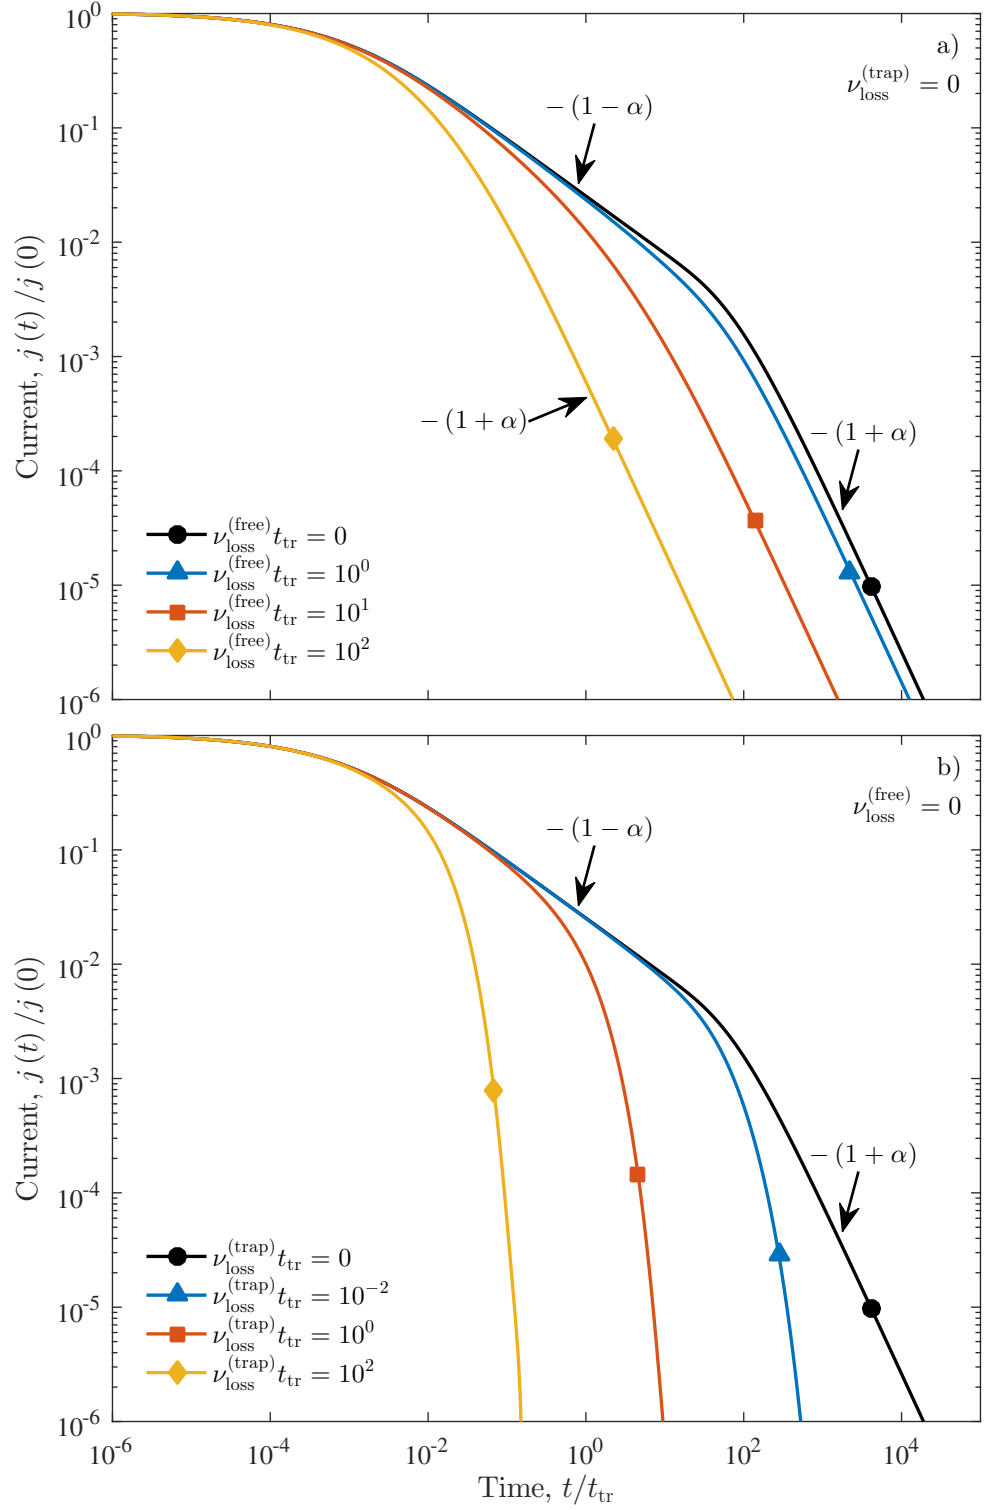 10^0
a)
ν_loss^(trap) = 0
−(1 − α)
10^-1
10^-2
Current, j(t)/j(0)
10^-3
−(1 + α)
−(1 + α)
10^-4
ν_loss^(free) t_tr = 0
ν_loss^(free) t_tr = 10^0
10^-5
ν_loss^(free) t_tr = 10^1
ν_loss^(free) t_tr = 10^2
10^-6
10^0
b)
ν_loss^(free) = 0
−(1 − α)
10^-1
10^-2
Current, j(t)/j(0)
10^-3
−(1 + α)
10^-4
ν_loss^(trap) t_tr = 0
ν_loss^(trap) t_tr = 10^-2
10^-5
ν_loss^(trap) t_tr = 10^0
ν_loss^(trap) t_tr = 10^2
10^-6
10^-6 10^-4 10^-2 10^0 10^2 10^4
Time, t/t_tr